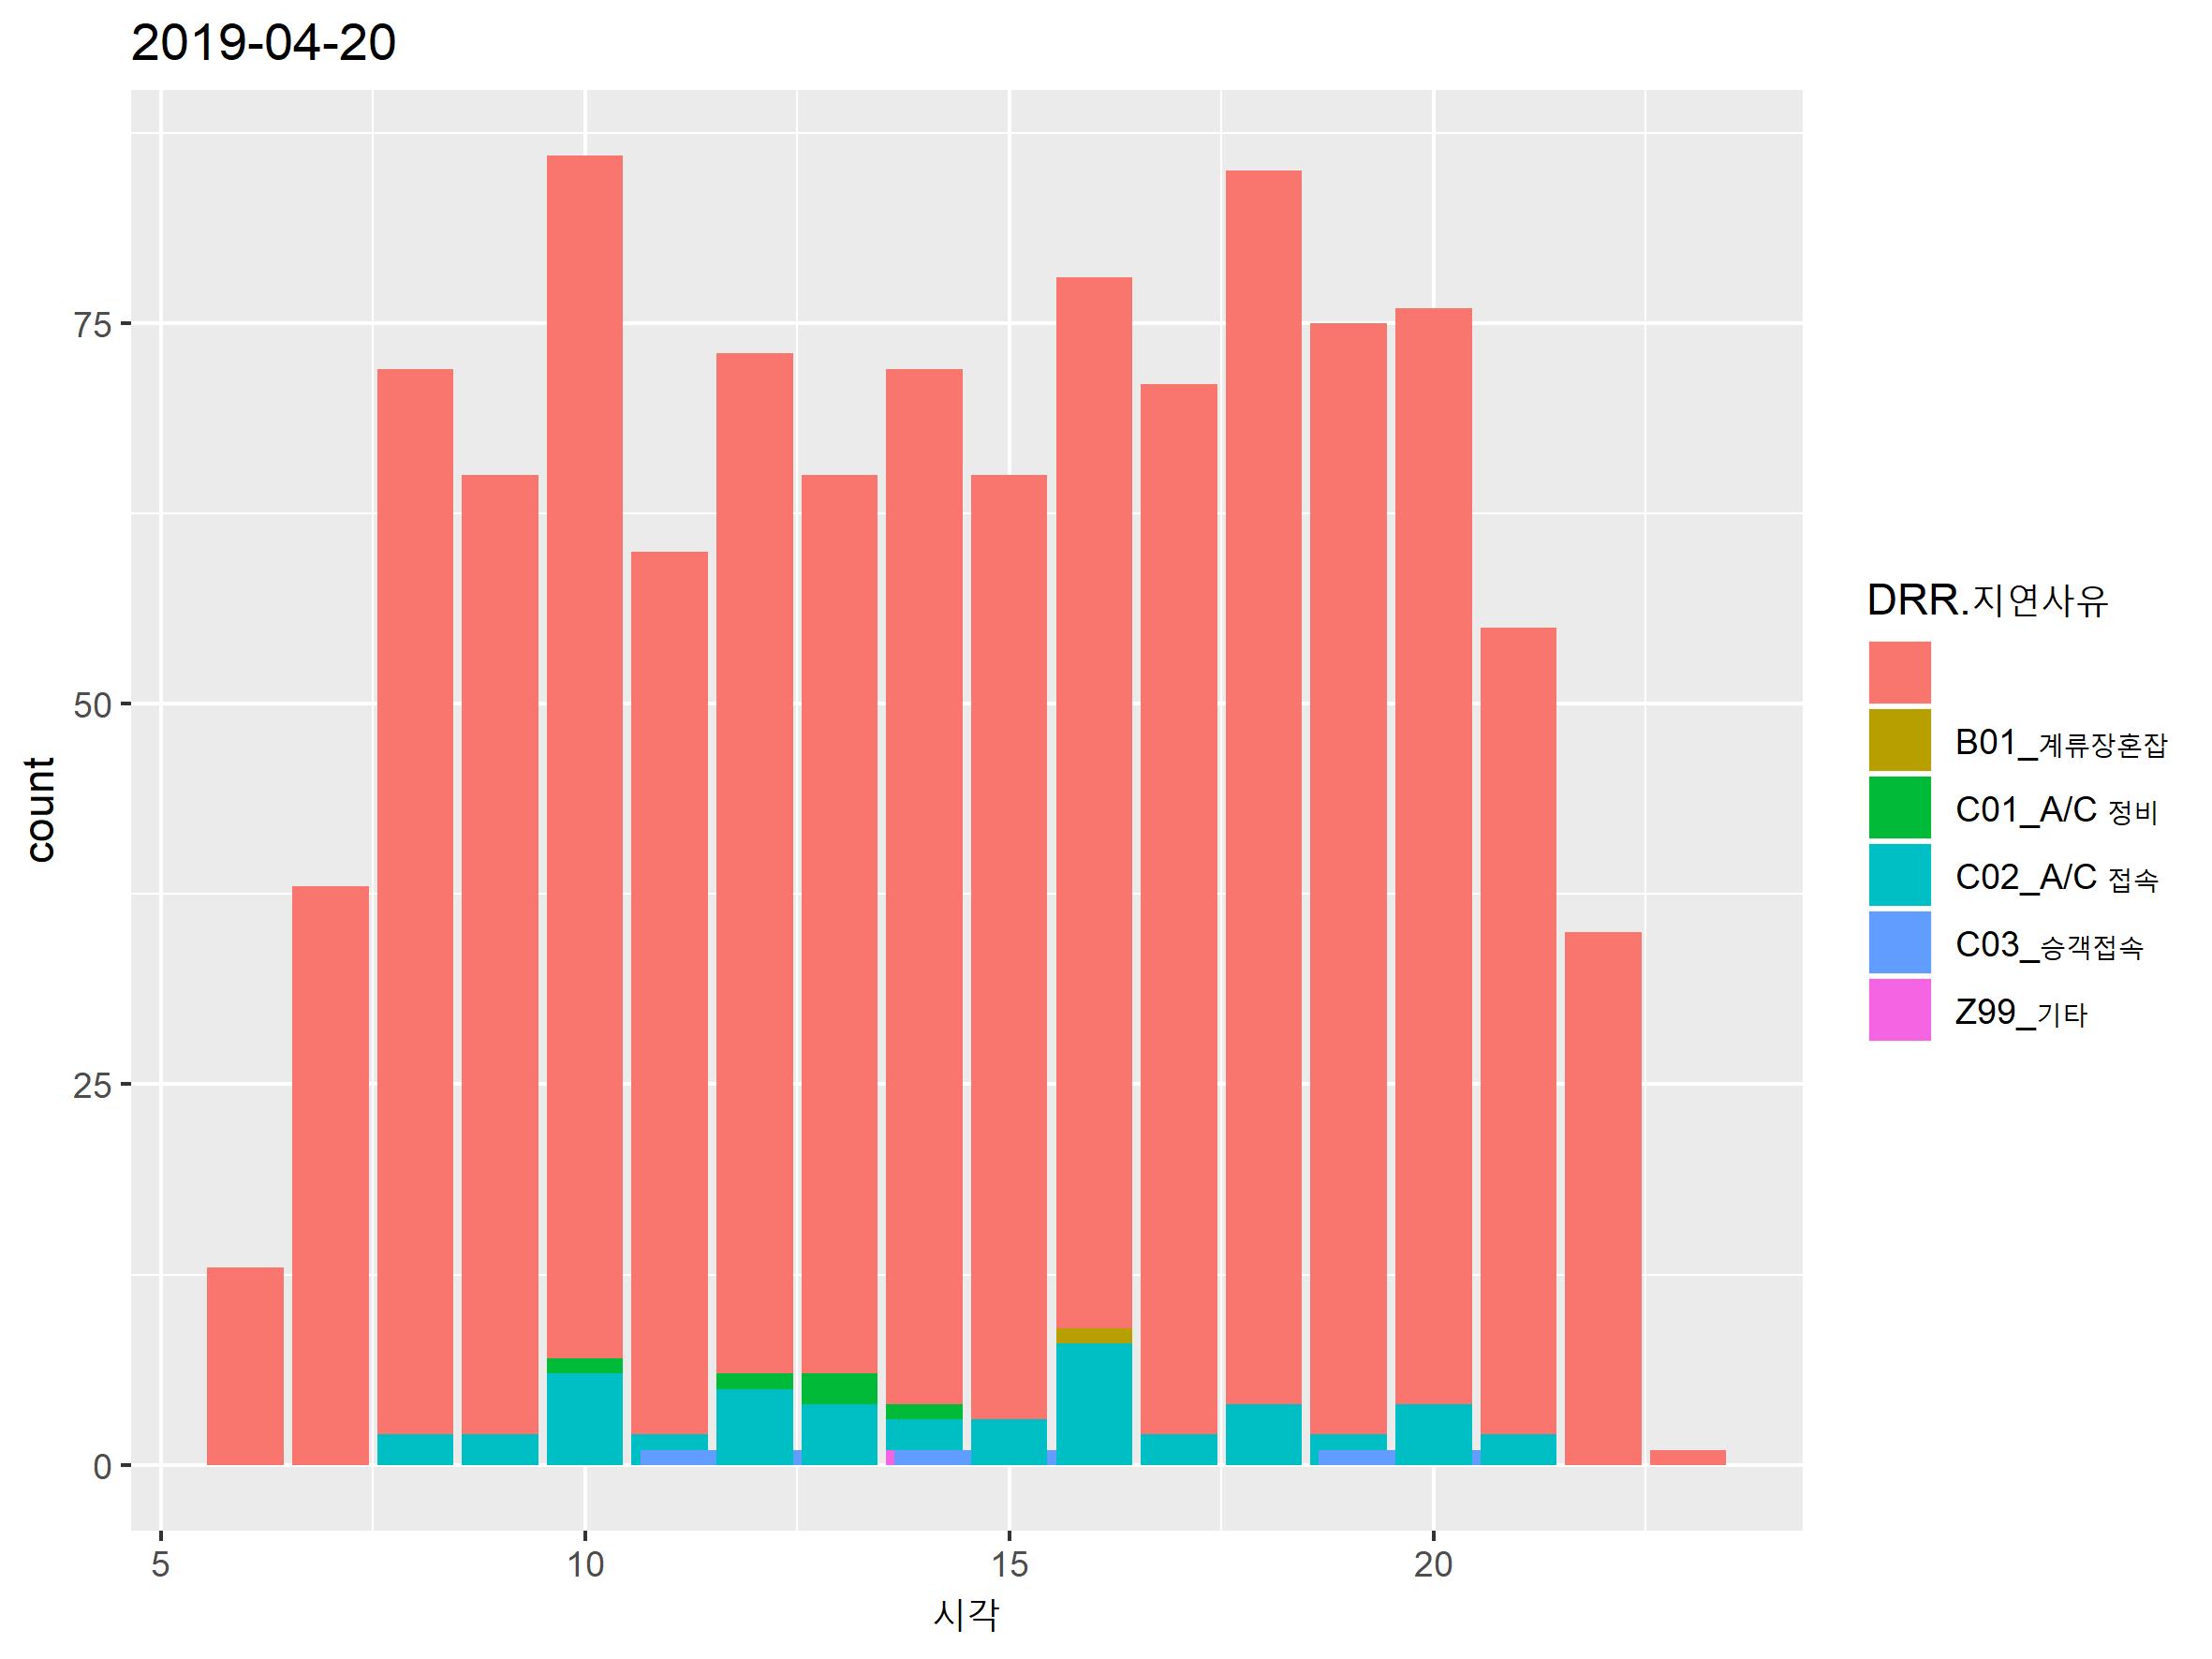 2019-04-20
75
50
25
0
count
5 10 15 20
시각
DRR.지연사유
B01_계류장혼잡
C01_A/C 정비
C02_A/C 접속
C03_승객접속
Z99_기타